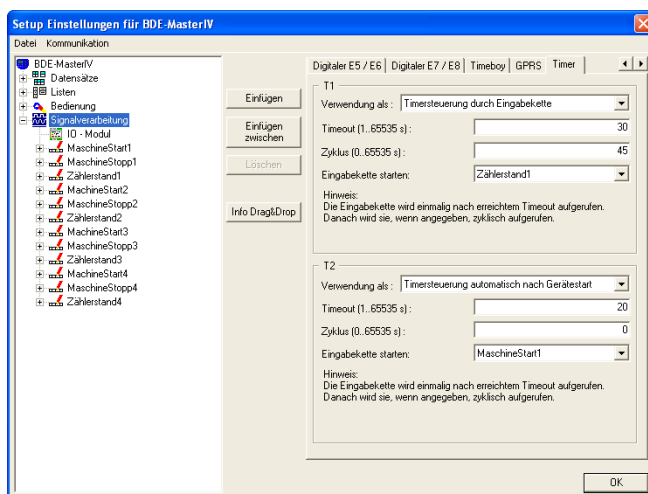 Setup Einstellungen für BDE-MasterIV
Datei Kommunikation
BDE-MasterIV
Datensätze
Listen
Bedienung
Signalverarbeitung
IO - Modul
MaschineStart1
MaschineStopp1
Zählerstand1
MachineStart2
MaschineStopp2
Zählerstand2
MachineStart3
MaschineStopp3
Zählerstand3
MachineStart4
MaschineStopp4
Zählerstand4
Einfügen
Einfügen
zwischen
Löschen
Info Drag&Drop
Digitaler E5 / E6 Digitaler E7 / E8 Timeboy GPRS Timer
T1
Verwendung als : Timersteuerung durch Eingabekette
Timeout (1..65535 s) : 30
Zyklus (0..65535 s) : 45
Eingabekette starten: Zählerstand1
Hinweis:
Die Eingabekette wird einmalig nach erreichtem Timeout aufgerufen.
Danach wird sie, wenn angegeben, zyklisch aufgerufen.
T2
Verwendung als : Timersteuerung automatisch nach Gerätestart
Timeout (1..65535 s) : 20
Zyklus (0..65535 s) : 0
Eingabekette starten: MaschineStart1
Hinweis:
Die Eingabekette wird einmalig nach erreichtem Timeout aufgerufen.
Danach wird sie, wenn angegeben, zyklisch aufgerufen.
OK